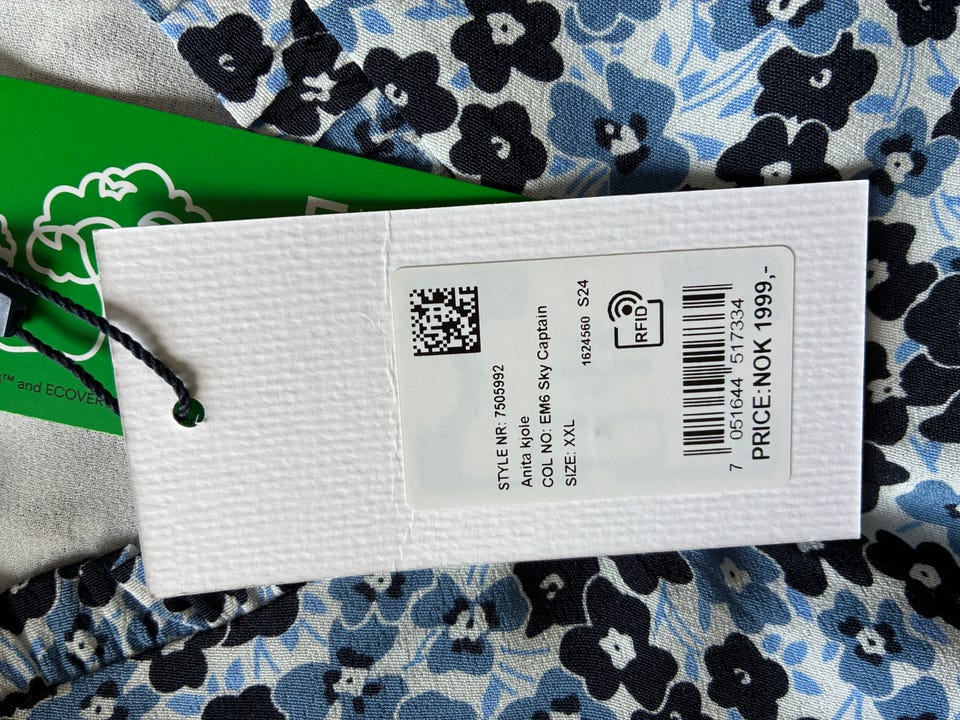 STYLE NR: 7505992
Anita kjole
COL NO: EM6 Sky Captain
SIZE: XXL
1624560 S24
RFID
7 051644 517334
PRICE: NOK 1999,-
™ and ECOVER